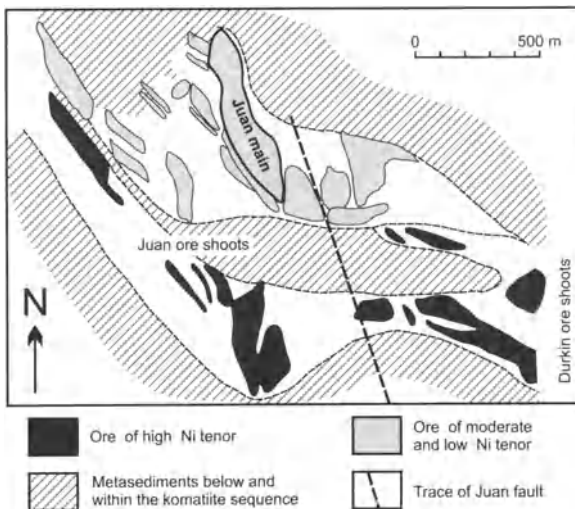 0 500 m
Juan main
Juan ore shoots
Durkin ore shoots
N
Ore of high Ni tenor
Ore of moderate
and low Ni tenor
Metasediments below and
within the komatiite sequence
Trace of Juan fault